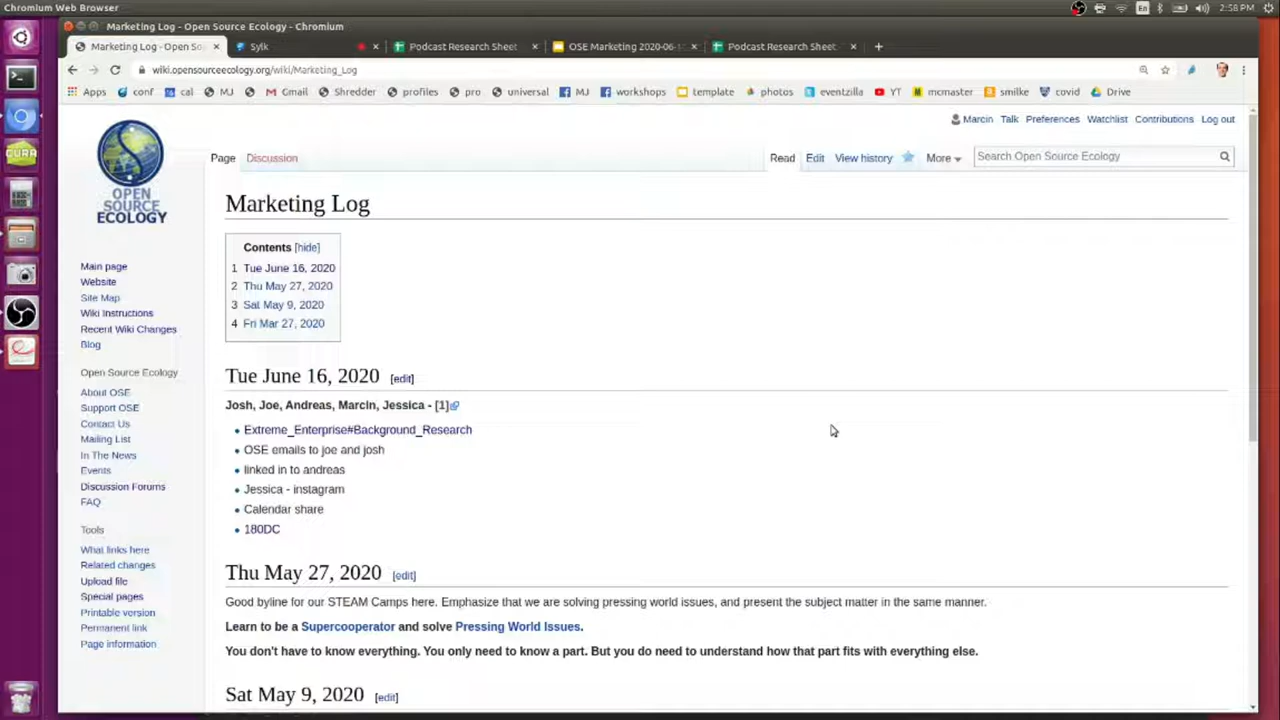 Chromium Web Browser
En
2:58 PM
Marketing Log - Open Source Ecology - Chromium
Marketing Log - Open So
Sylk
Podcast Research Sheet
OSE Marketing 2020-06-1
Podcast Research Sheet
wiki.opensourceecology.org/wiki/Marketing_Log
Apps conf cal MJ Gmail Shredder profiles pro universal MJ workshops template photos eventzilla YT mcmaster smilke covid Drive
Marcin Talk Preferences Watchlist Contributions Log out
Page Discussion Read Edit View history More Search Open Source Ecology
OPEN
SOURCE
ECOLOGY
Main page
Website
Site Map
Wiki Instructions
Recent Wiki Changes
Blog
Open Source Ecology
About OSE
Support OSE
Contact Us
Mailing List
In The News
Events
Discussion Forums
FAQ
Tools
What links here
Related changes
Upload file
Special pages
Printable version
Permanent link
Page information
Marketing Log
Contents [hide]
1 Tue June 16, 2020
2 Thu May 27, 2020
3 Sat May 9, 2020
4 Fri Mar 27, 2020
Tue June 16, 2020 [edit]
Josh, Joe, Andreas, Marcin, Jessica - [1]
• Extreme_Enterprise#Background_Research
• OSE emails to joe and josh
• linked in to andreas
• Jessica - instagram
• Calendar share
• 180DC
Thu May 27, 2020 [edit]
Good byline for our STEAM Camps here. Emphasize that we are solving pressing world issues, and present the subject matter in the same manner.
Learn to be a Supercooperator and solve Pressing World Issues.
You don't have to know everything. You only need to know a part. But you do need to understand how that part fits with everything else.
Sat May 9, 2020 [edit]